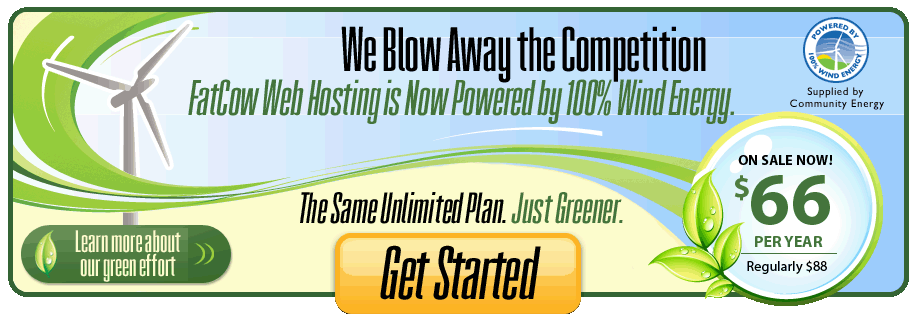 We Blow Away the Competition
FatCow Web Hosting is Now Powered by 100% Wind Energy.
POWERED BY
100% WIND ENERGY
Supplied by
Community Energy
ON SALE NOW!
$66
PER YEAR
Regularly $88
The Same Unlimited Plan. Just Greener.
Learn more about
our green effort
Get Started